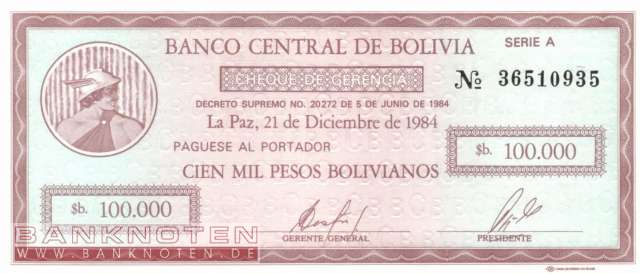 BANCO CENTRAL DE BOLIVIA
SERIE A
CHEQUE DE GERENCIA
Nº 36510935
DECRETO SUPREMO NO. 20272 DE 5 DE JUNIO DE 1984
La Paz, 21 de Diciembre de 1984
PAGUESE AL PORTADOR
$b. 100.000
CIEN MIL PESOS BOLIVIANOS
$b. 100.000
GERENTE GENERAL
PRESIDENTE
BANKNOTEN
WWW.BANKNOTEN.DE